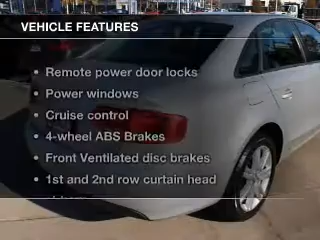 VEHICLE FEATURES
• Remote power door locks
• Power windows
• Cruise control
• 4-wheel ABS Brakes
• Front Ventilated disc brakes
• 1st and 2nd row curtain head